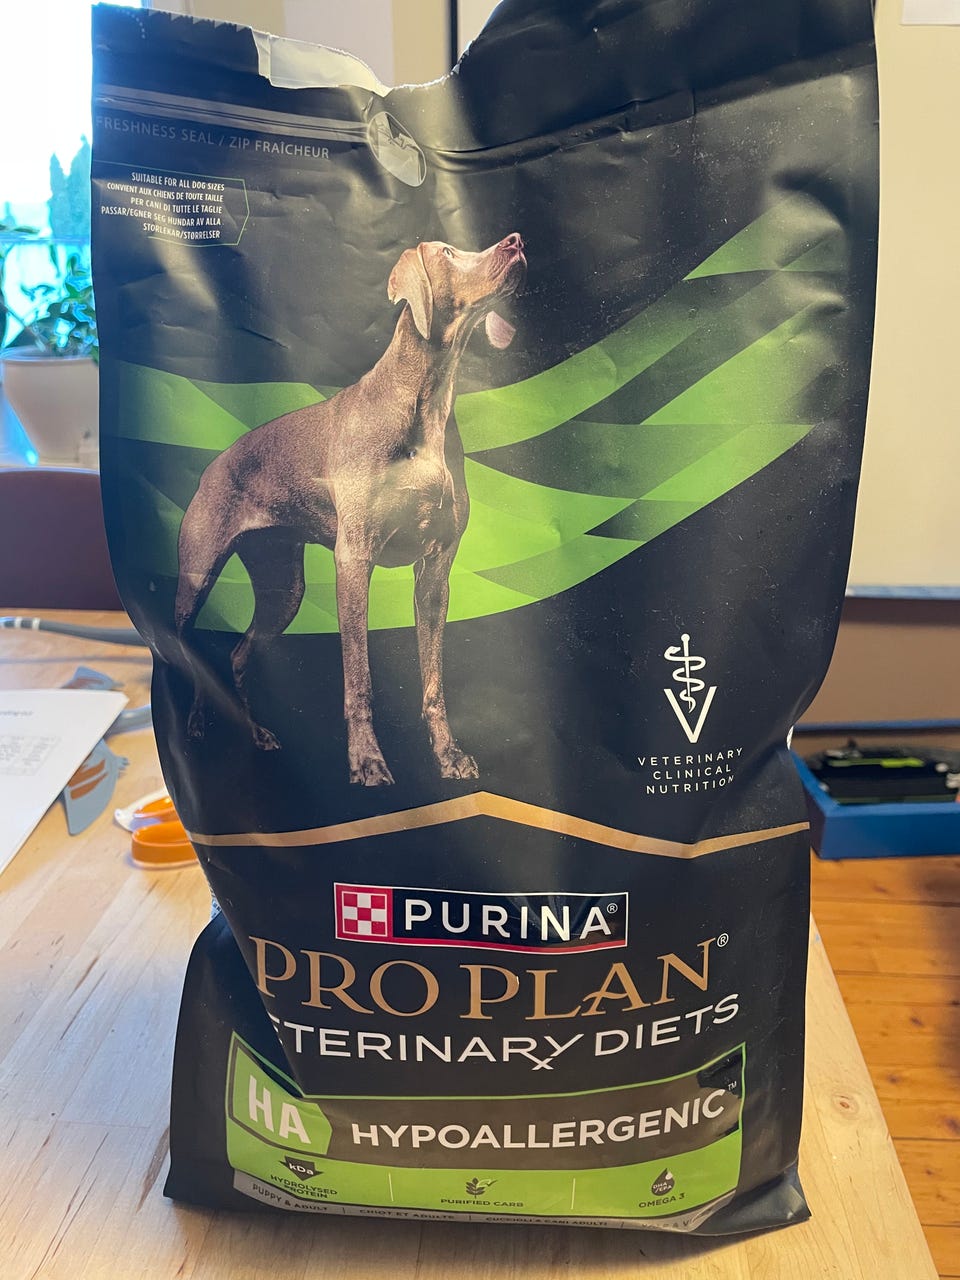 FRESHNESS SEAL / ZIP FRAÎCHEUR
SUITABLE FOR ALL DOG SIZES
CONVIENT AUX CHIENS DE TOUTE TAILLE
PER CANI DI TUTTE LE TAGLIE
PASSAR/EGNER SEG HUNDAR AV ALLA
STORLEKAR/STØRRELSER
V
VETERINARY
CLINICAL
NUTRITION
PURINA®
PRO PLAN®
ETERINARY DIETS
HA
HYPOALLERGENIC™
kDa
HYDROLYSED
PROTEIN
PURIFIED CARB
DHA
/EPA
OMEGA 3
PUPPY & ADULT | CHIOT ET ADULTE | CUCCIOLI & CANI ADULTI |